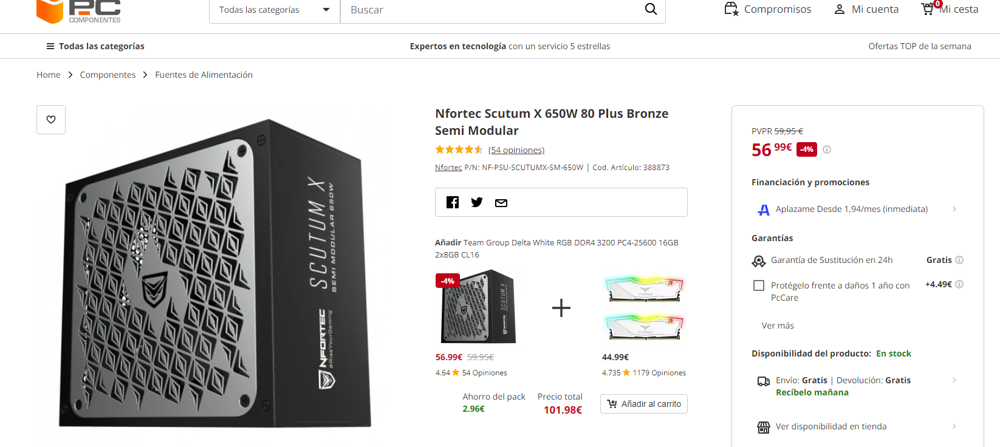 PC
COMPONENTES
Todas las categorías
Buscar
Compromisos
Mi cuenta
0
Mi cesta
Todas las categorías
Expertos en tecnología con un servicio 5 estrellas
Ofertas TOP de la semana
Home > Componentes > Fuentes de Alimentación
SCUTUM X
SEMI MODULAR 650W
NFORTEC
#RiseYourGaming
Nfortec Scutum X 650W 80 Plus Bronze
Semi Modular
(54 opiniones)
Nfortec P/N: NF-PSU-SCUTUMX-SM-650W | Cod. Artículo: 388873
Añadir Team Group Delta White RGB DDR4 3200 PC4-25600 16GB
2x8GB CL16
-4%
SCUTUM X
NFORTEC
+
56.99€ 59.95€
44.99€
4.64 54 Opiniones
4.735 1179 Opiniones
Ahorro del pack
2.96€
Precio total
101.98€
Añadir al carrito
PVPR 59,95 €
56 99€ -4%
Financiación y promociones
Aplazame Desde 1,94/mes (inmediata)
Garantías
Garantía de Sustitución en 24h Gratis
Protégelo frente a daños 1 año con
PcCare
+4.49€
Ver más
Disponibilidad del producto: En stock
Envío: Gratis | Devolución: Gratis
Recíbelo mañana
Ver disponibilidad en tienda